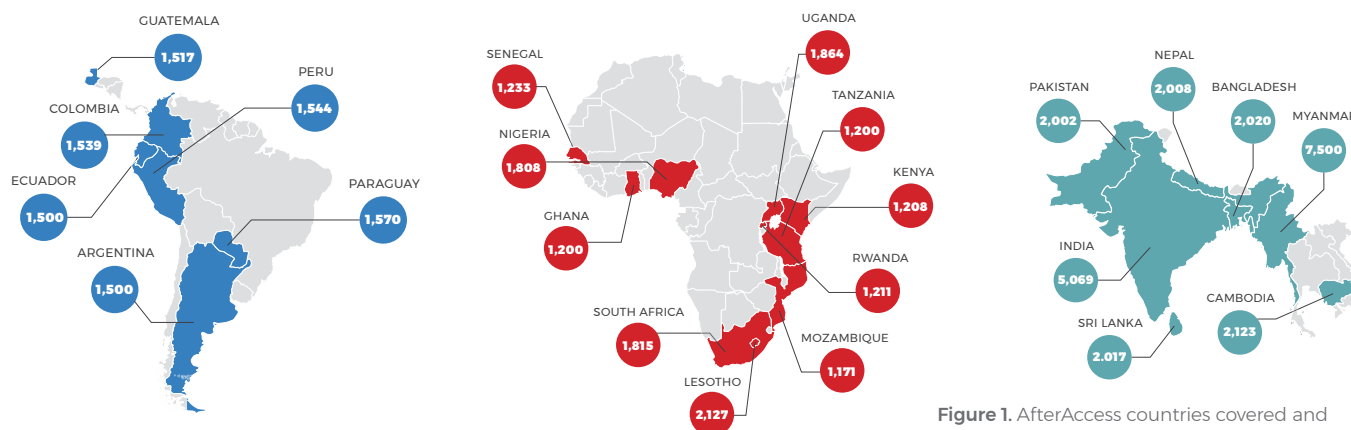 GUATEMALA
1,517
PERU
1,544
COLOMBIA
1,539
ECUADOR
1,500
PARAGUAY
1,570
ARGENTINA
1,500
UGANDA
1,864
SENEGAL
1,233
TANZANIA
1,200
NIGERIA
1,808
KENYA
1,208
GHANA
1,200
RWANDA
1,211
SOUTH AFRICA
1,815
MOZAMBIQUE
1,171
LESOTHO
2,127
NEPAL
2,008
PAKISTAN
2,002
BANGLADESH
2,020
MYANMAR
7,500
INDIA
5,069
CAMBODIA
2,123
SRI LANKA
2.017
Figure 1. AfterAccess countries covered and